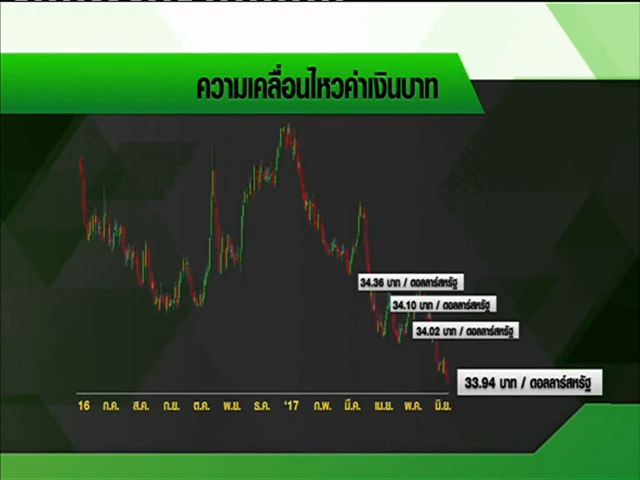 ความเคลื่อนไหวค่าเงินบาท
34.36 บาท / ดอลลาร์สหรัฐ
34.10 บาท / ดอลลาร์สหรัฐ
34.02 บาท / ดอลลาร์สหรัฐ
33.94 บาท / ดอลลาร์สหรัฐ
16 ก.ค. ส.ค. ก.ย. ต.ค. พ.ย. ธ.ค. '17 ก.พ. มี.ค. เม.ย. พ.ค. มิ.ย.